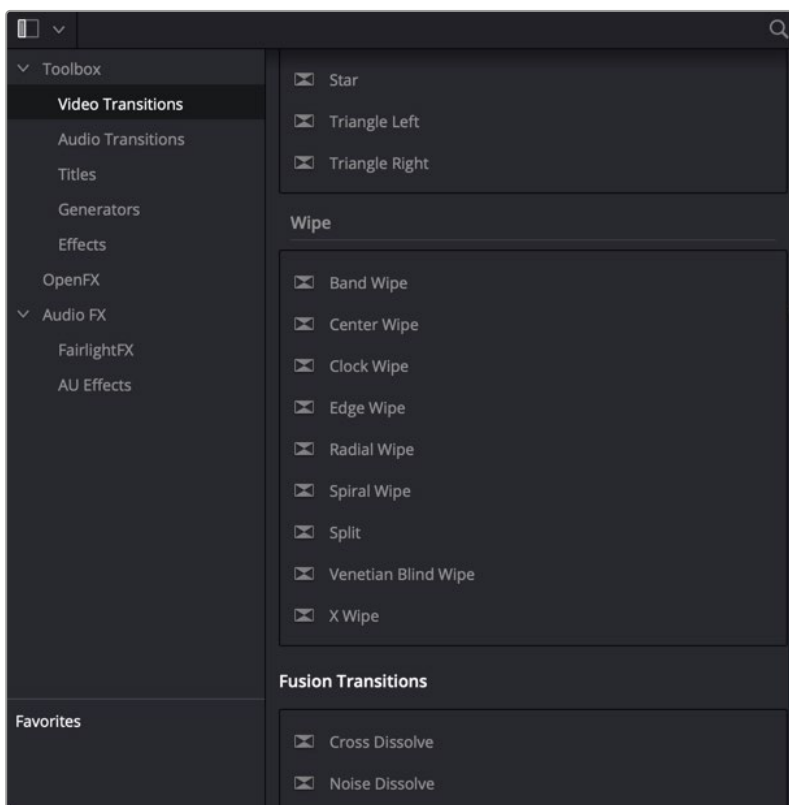 Toolbox
Video Transitions
Audio Transitions
Titles
Generators
Effects
OpenFX
Audio FX
FairlightFX
AU Effects
Favorites
Star
Triangle Left
Triangle Right
Wipe
Band Wipe
Center Wipe
Clock Wipe
Edge Wipe
Radial Wipe
Spiral Wipe
Split
Venetian Blind Wipe
X Wipe
Fusion Transitions
Cross Dissolve
Noise Dissolve